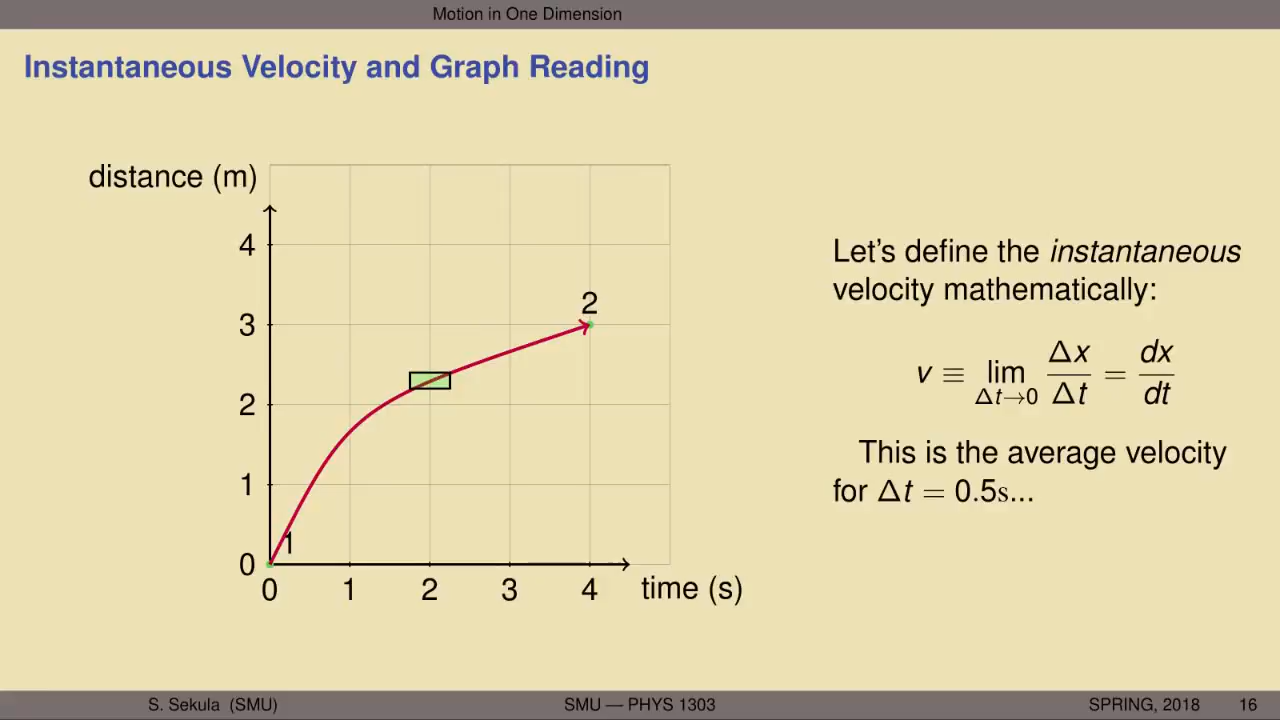 Motion in One Dimension
Instantaneous Velocity and Graph Reading
distance (m)
4
3
2
1
0
2
1
0 1 2 3 4
time (s)
Let's define the instantaneous
velocity mathematically:
v ≡ lim Δt→0 Δx/Δt = dx/dt
This is the average velocity
for Δt = 0.5s...
S. Sekula (SMU)
SMU — PHYS 1303
SPRING, 2018
16